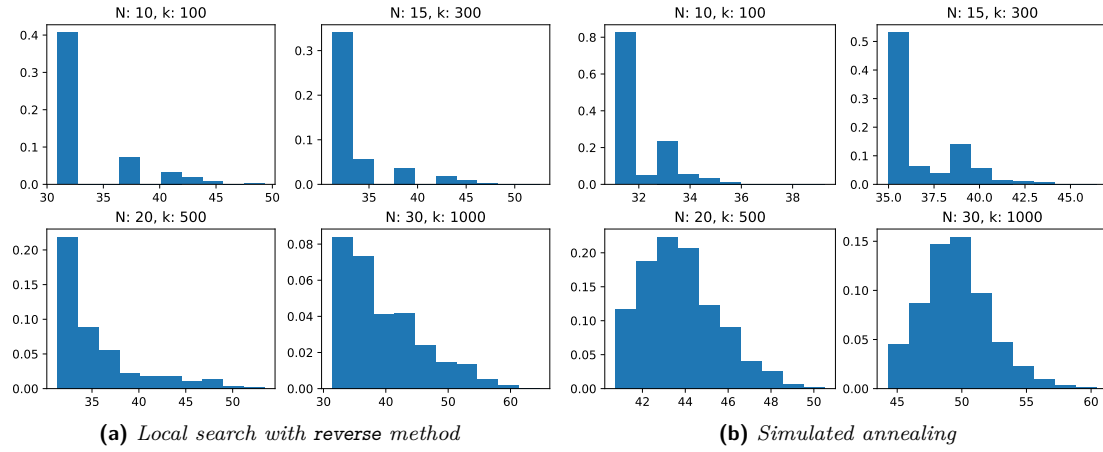 N: 10, k: 100
N: 15, k: 300
N: 10, k: 100
N: 15, k: 300
0.4
0.3
0.2
0.1
0.0
30 35 40 45 50
0.3
0.2
0.1
0.0
35 40 45 50
0.8
0.6
0.4
0.2
0.0
32 34 36 38
0.5
0.4
0.3
0.2
0.1
0.0
35.0 37.5 40.0 42.5 45.0
N: 20, k: 500
N: 30, k: 1000
N: 20, k: 500
N: 30, k: 1000
0.20
0.15
0.10
0.05
0.00
35 40 45 50
0.08
0.06
0.04
0.02
0.00
30 40 50 60
0.20
0.15
0.10
0.05
0.00
42 44 46 48 50
0.15
0.10
0.05
0.00
45 50 55 60
(a) Local search with reverse method
(b) Simulated annealing